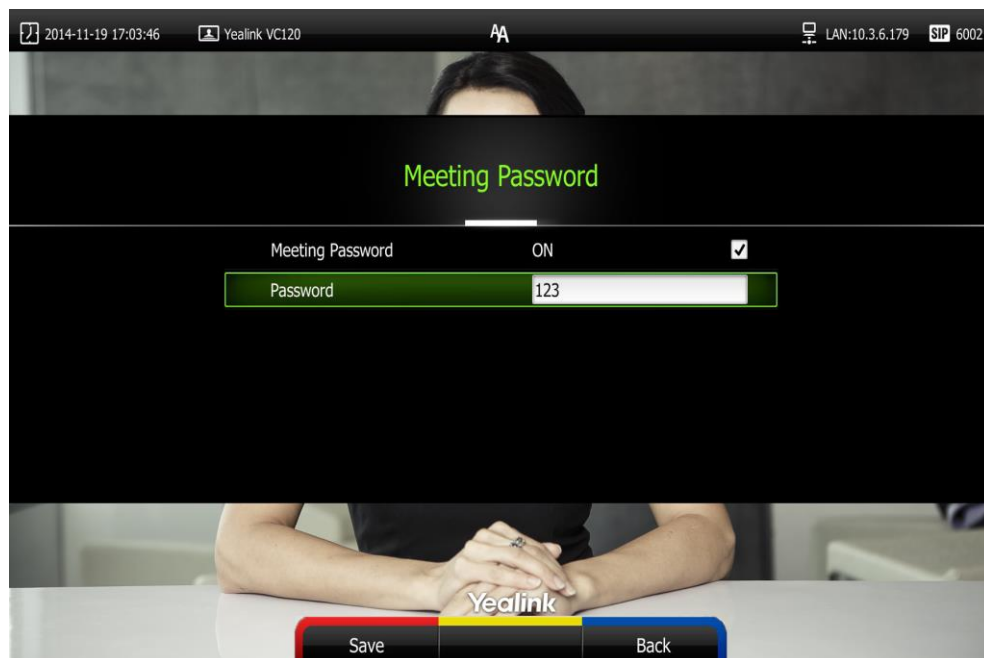 2014-11-19 17:03:46 Yealink VC120 AA LAN:10.3.6.179 SIP 6002
Meeting Password
Meeting Password ON
Password 123
Yealink
Save Back